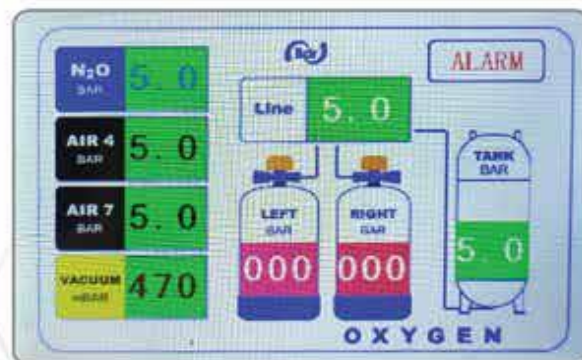 N₂O
BAR
5.0
AIR 4
BAR
5.0
AIR 7
BAR
5.0
VACUUM
mBAR
470
Line
5.0
ALARM
LEFT
BAR
000
RIGHT
BAR
000
TANK
BAR
5.0
OXYGEN